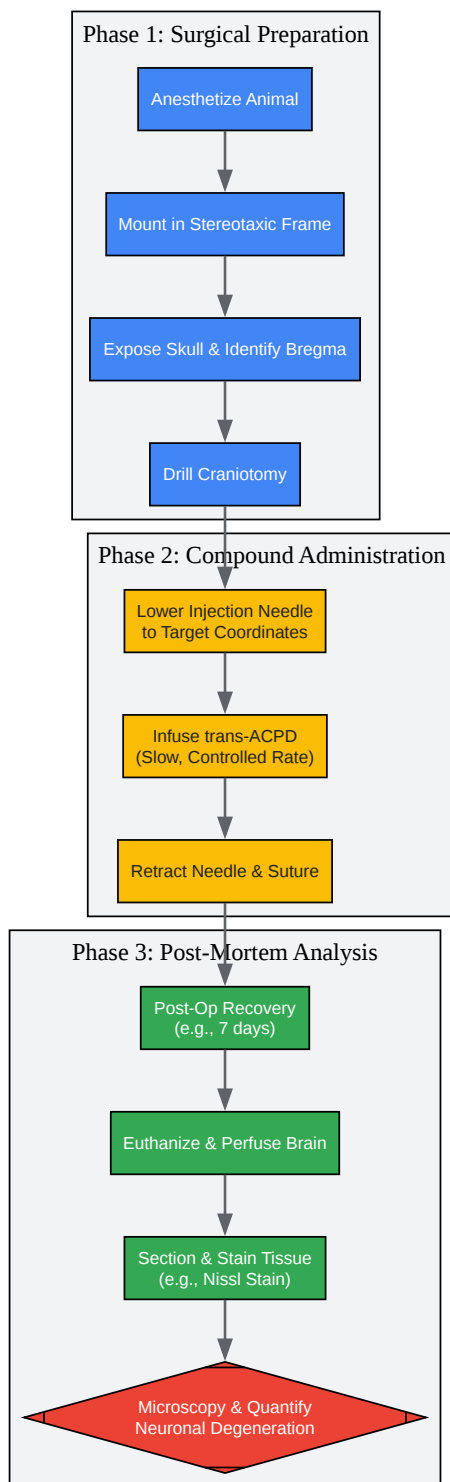 Phase 1: Surgical Preparation
Anesthetize Animal
Mount in Stereotaxic Frame
Expose Skull & Identify Bregma
Drill Craniotomy
Phase 2: Compound Administration
Lower Injection Needle
to Target Coordinates
Infuse trans-ACPD
(Slow, Controlled Rate)
Retract Needle & Suture
Phase 3: Post-Mortem Analysis
Post-Op Recovery
(e.g., 7 days)
Euthanize & Perfuse Brain
Section & Stain Tissue
(e.g., Nissl Stain)
Microscopy & Quantify
Neuronal Degeneration